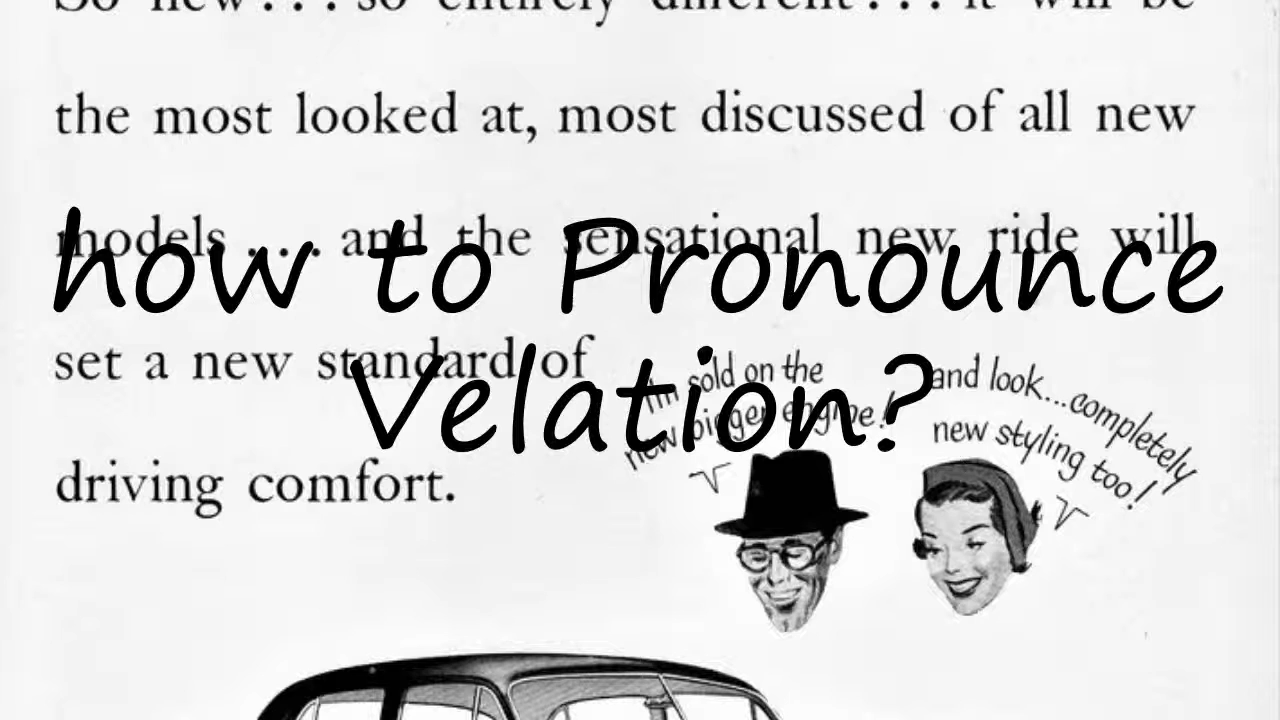 So new . . . so entirely different . . . it will be
the most looked at, most discussed of all new
models . . . and the sensational new ride will
how to Pronounce
set a new standard of
Velation?
driving comfort.
I'm sold on the
new bigger engine!
and look...completely
new styling too!